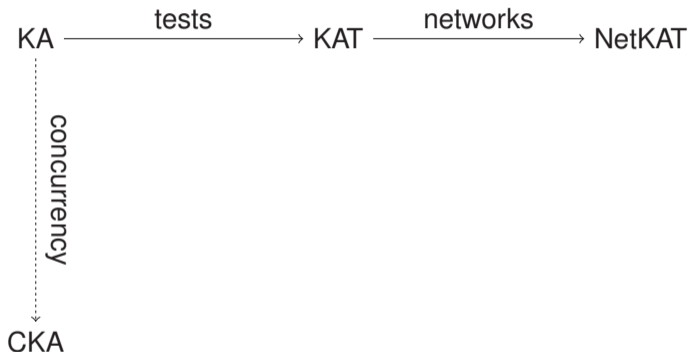 tests
networks
KA
KAT
NetKAT
concurrency
CKA